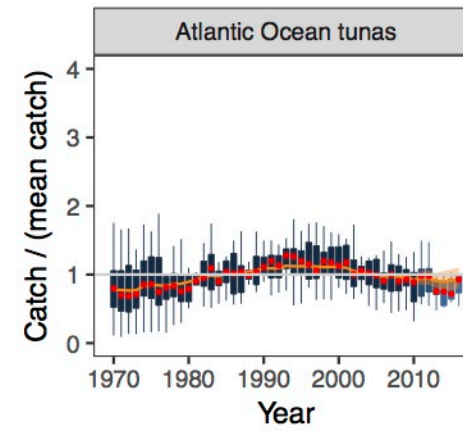 Atlantic Ocean tunas
4
3
2
1
0
Catch / (mean catch)
1970 1980 1990 2000 2010
Year